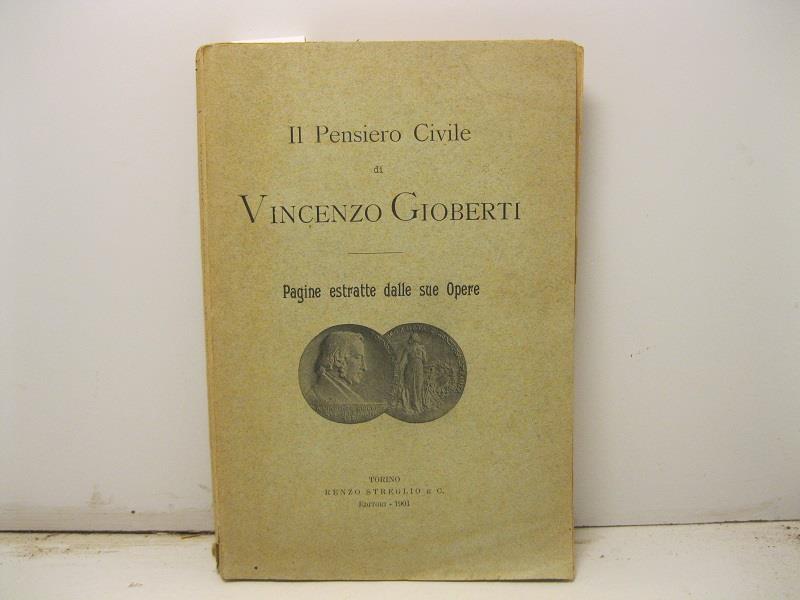 Il Pensiero Civile
di
VINCENZO GIOBERTI
Pagine estratte dalle sue Opere
TORINO
RENZO STREGLIO E C.
EDITORI - 1901